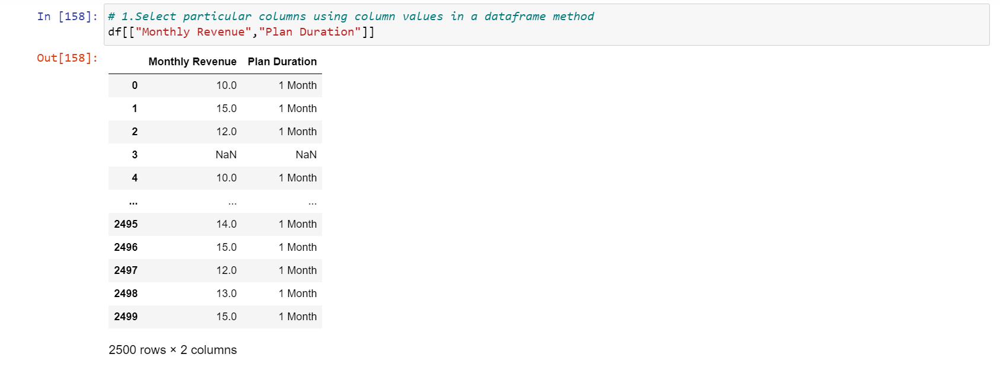 In [158]: # 1.Select particular columns using column values in a dataframe method
df[["Monthly Revenue","Plan Duration"]]
Out[158]:
Monthly Revenue Plan Duration
0 10.0 1 Month
1 15.0 1 Month
2 12.0 1 Month
3 NaN NaN
4 10.0 1 Month
... ... ...
2495 14.0 1 Month
2496 15.0 1 Month
2497 12.0 1 Month
2498 13.0 1 Month
2499 15.0 1 Month
2500 rows × 2 columns